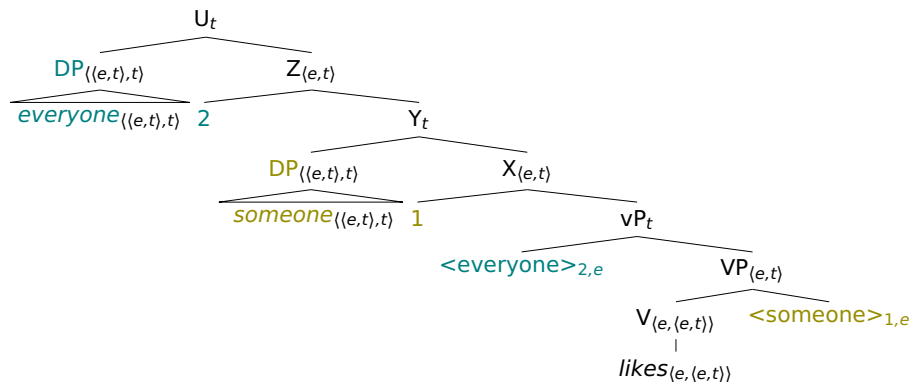 U_t
DP_⟨⟨e,t⟩,t⟩ Z_⟨e,t⟩
everyone_⟨⟨e,t⟩,t⟩ 2 Y_t
DP_⟨⟨e,t⟩,t⟩ X_⟨e,t⟩
someone_⟨⟨e,t⟩,t⟩ 1 vP_t
<everyone>_2,e VP_⟨e,t⟩
V_⟨e,⟨e,t⟩⟩ <someone>_1,e
likes_⟨e,⟨e,t⟩⟩